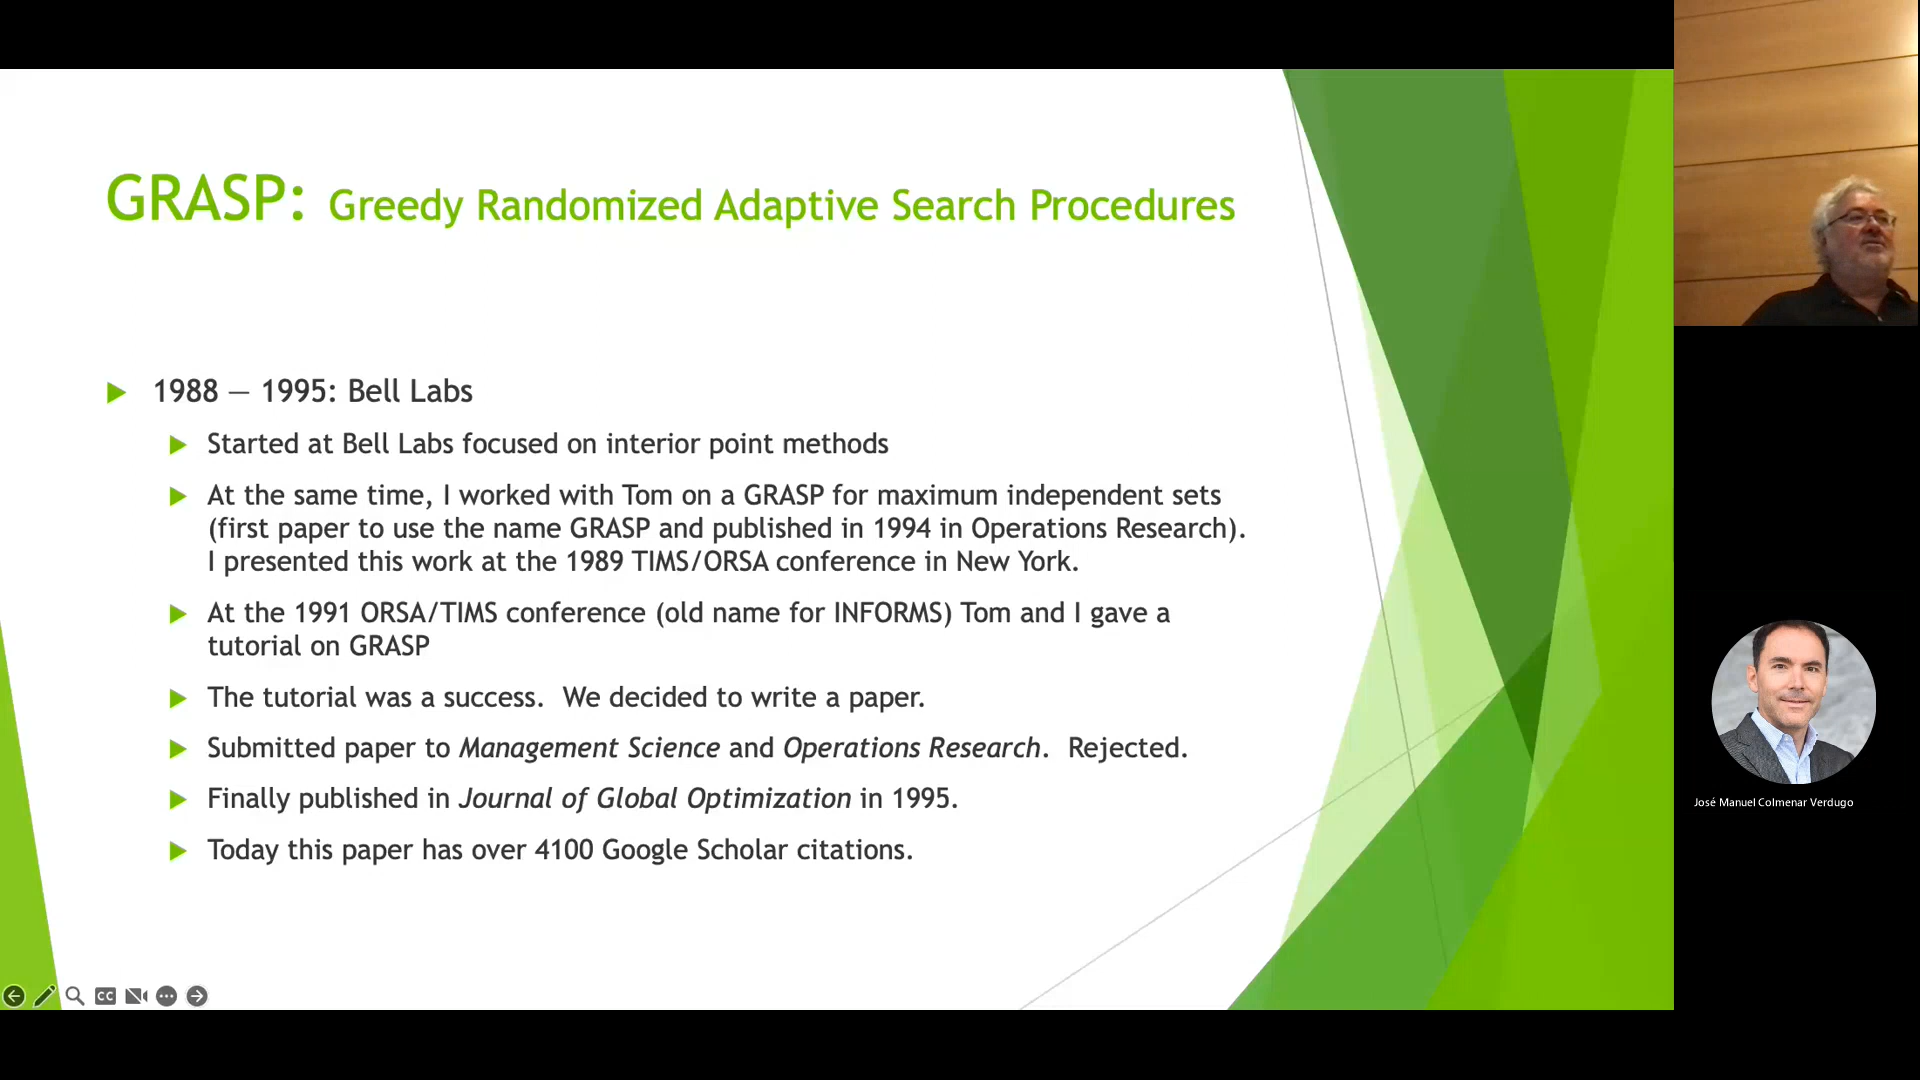 GRASP: Greedy Randomized Adaptive Search Procedures
1988 — 1995: Bell Labs
Started at Bell Labs focused on interior point methods
At the same time, I worked with Tom on a GRASP for maximum independent sets
(first paper to use the name GRASP and published in 1994 in Operations Research).
I presented this work at the 1989 TIMS/ORSA conference in New York.
At the 1991 ORSA/TIMS conference (old name for INFORMS) Tom and I gave a
tutorial on GRASP
The tutorial was a success.  We decided to write a paper.
Submitted paper to Management Science and Operations Research.  Rejected.
Finally published in Journal of Global Optimization in 1995.
Today this paper has over 4100 Google Scholar citations.
José Manuel Colmenar Verdugo
CC